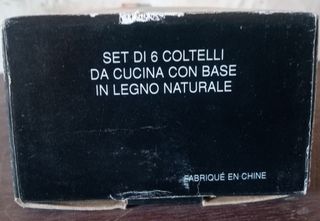 SET DI 6 COLTELLI
DA CUCINA CON BASE
IN LEGNO NATURALE
FABRIQUÉ EN CHINE